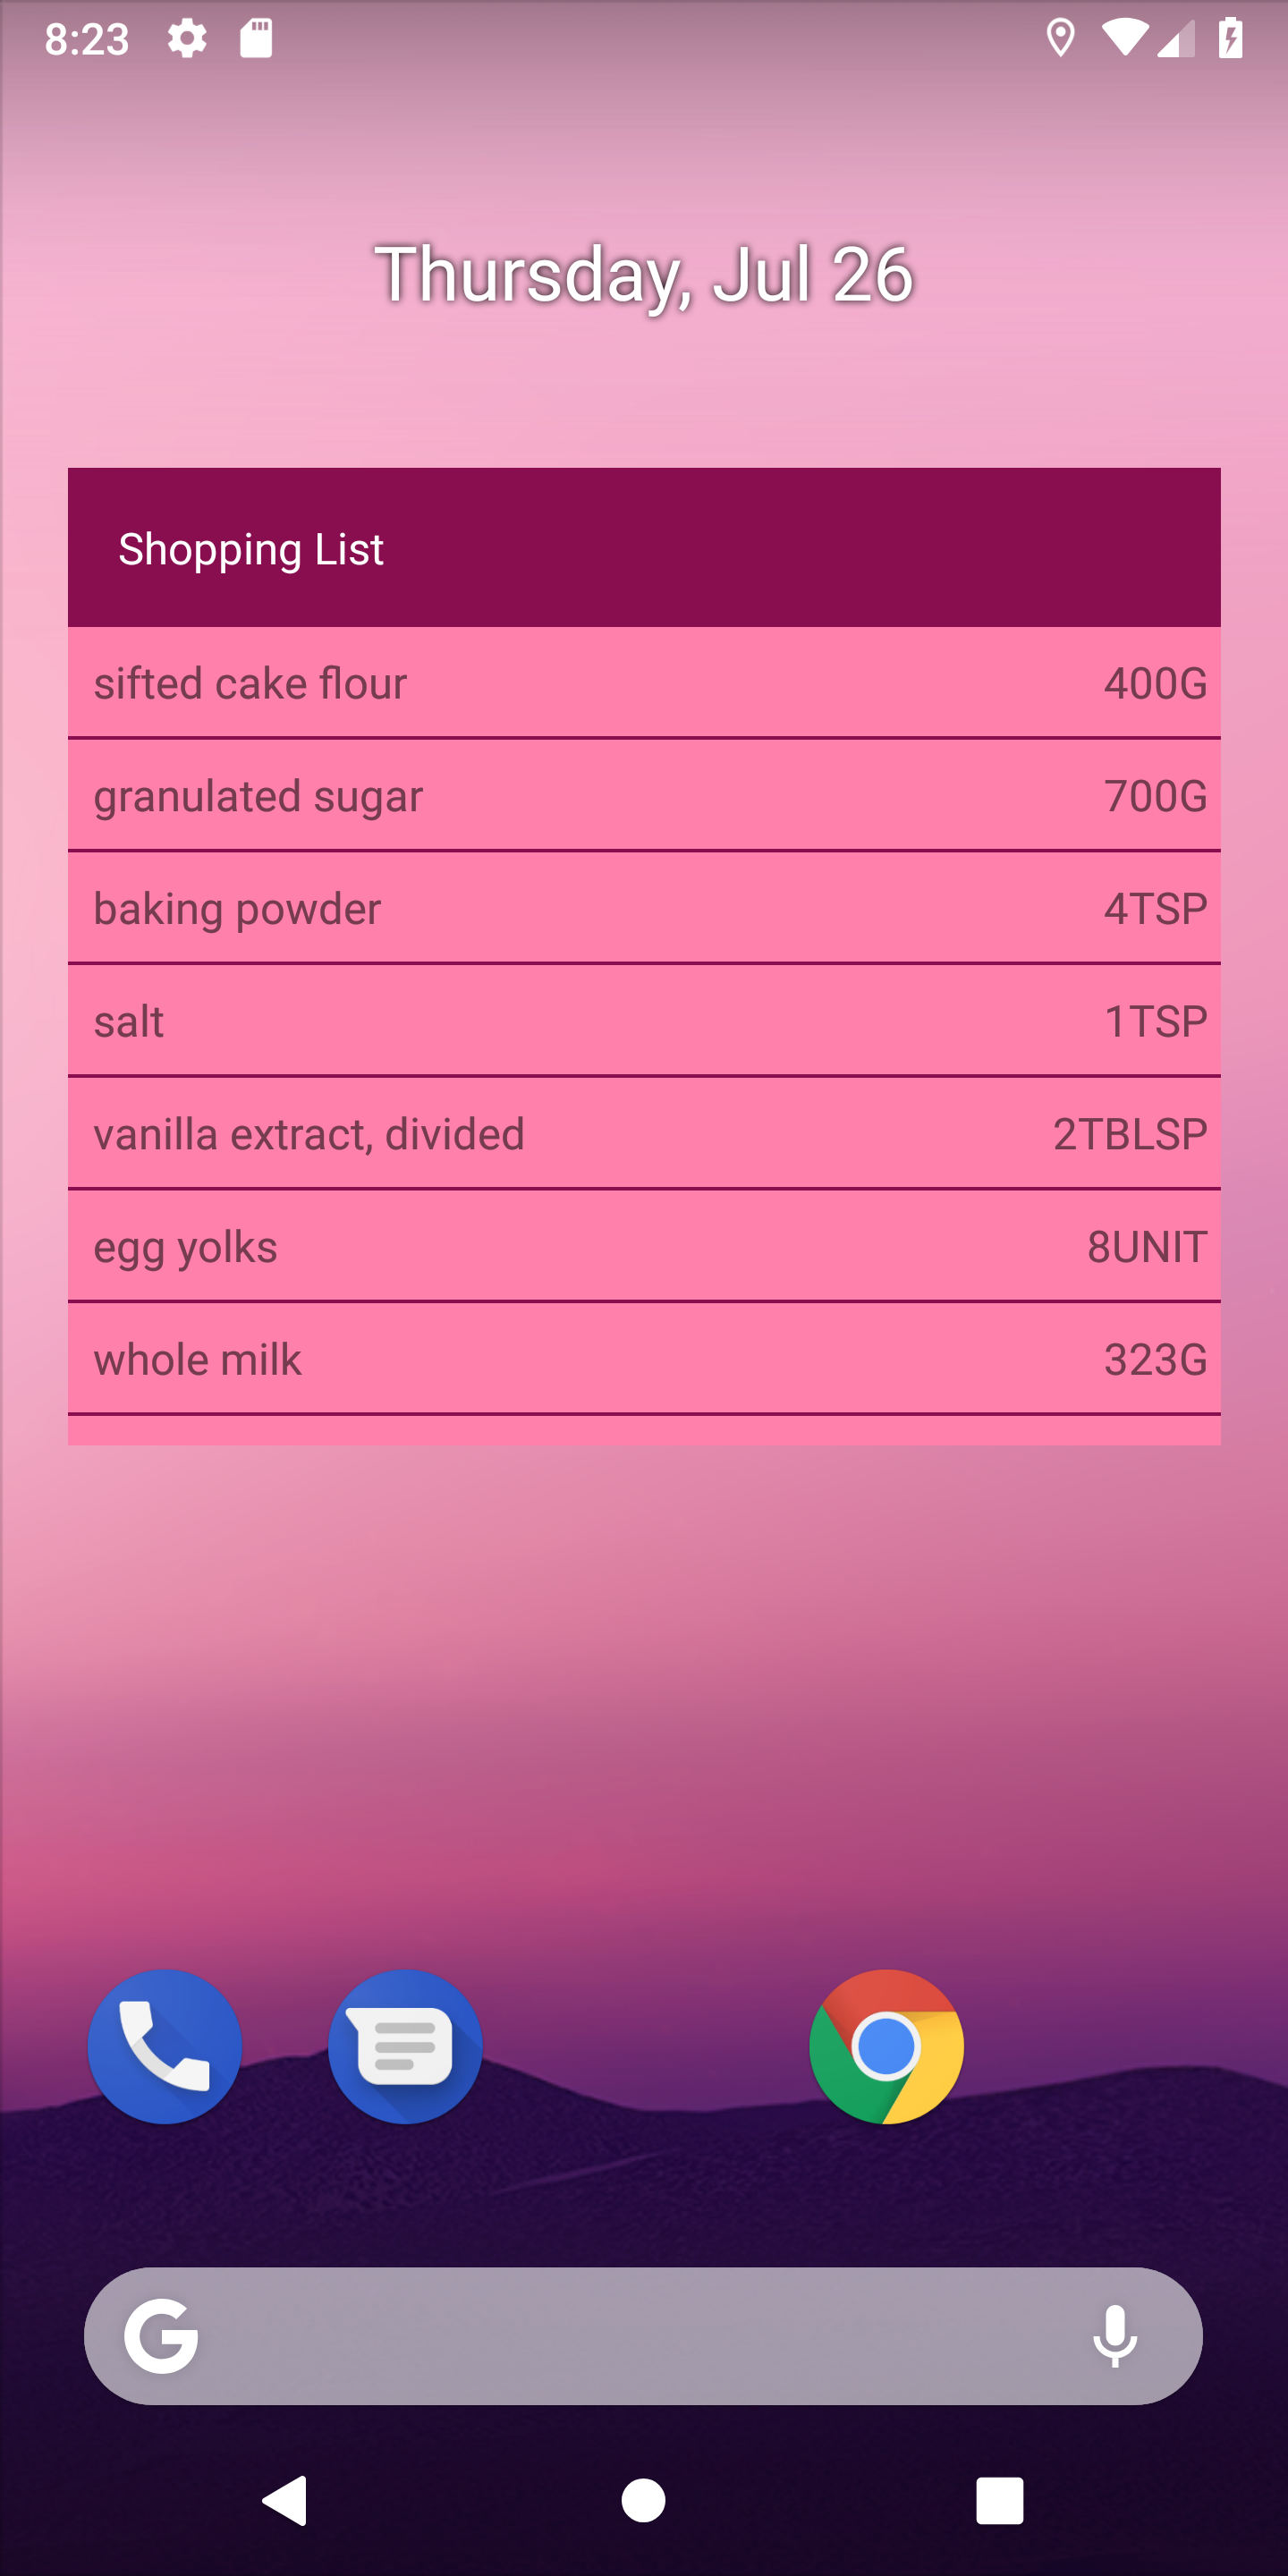 8:23
Thursday, Jul 26
Shopping List
sifted cake flour 400G
granulated sugar 700G
baking powder 4TSP
salt 1TSP
vanilla extract, divided 2TBLSP
egg yolks 8UNIT
whole milk 323G
G